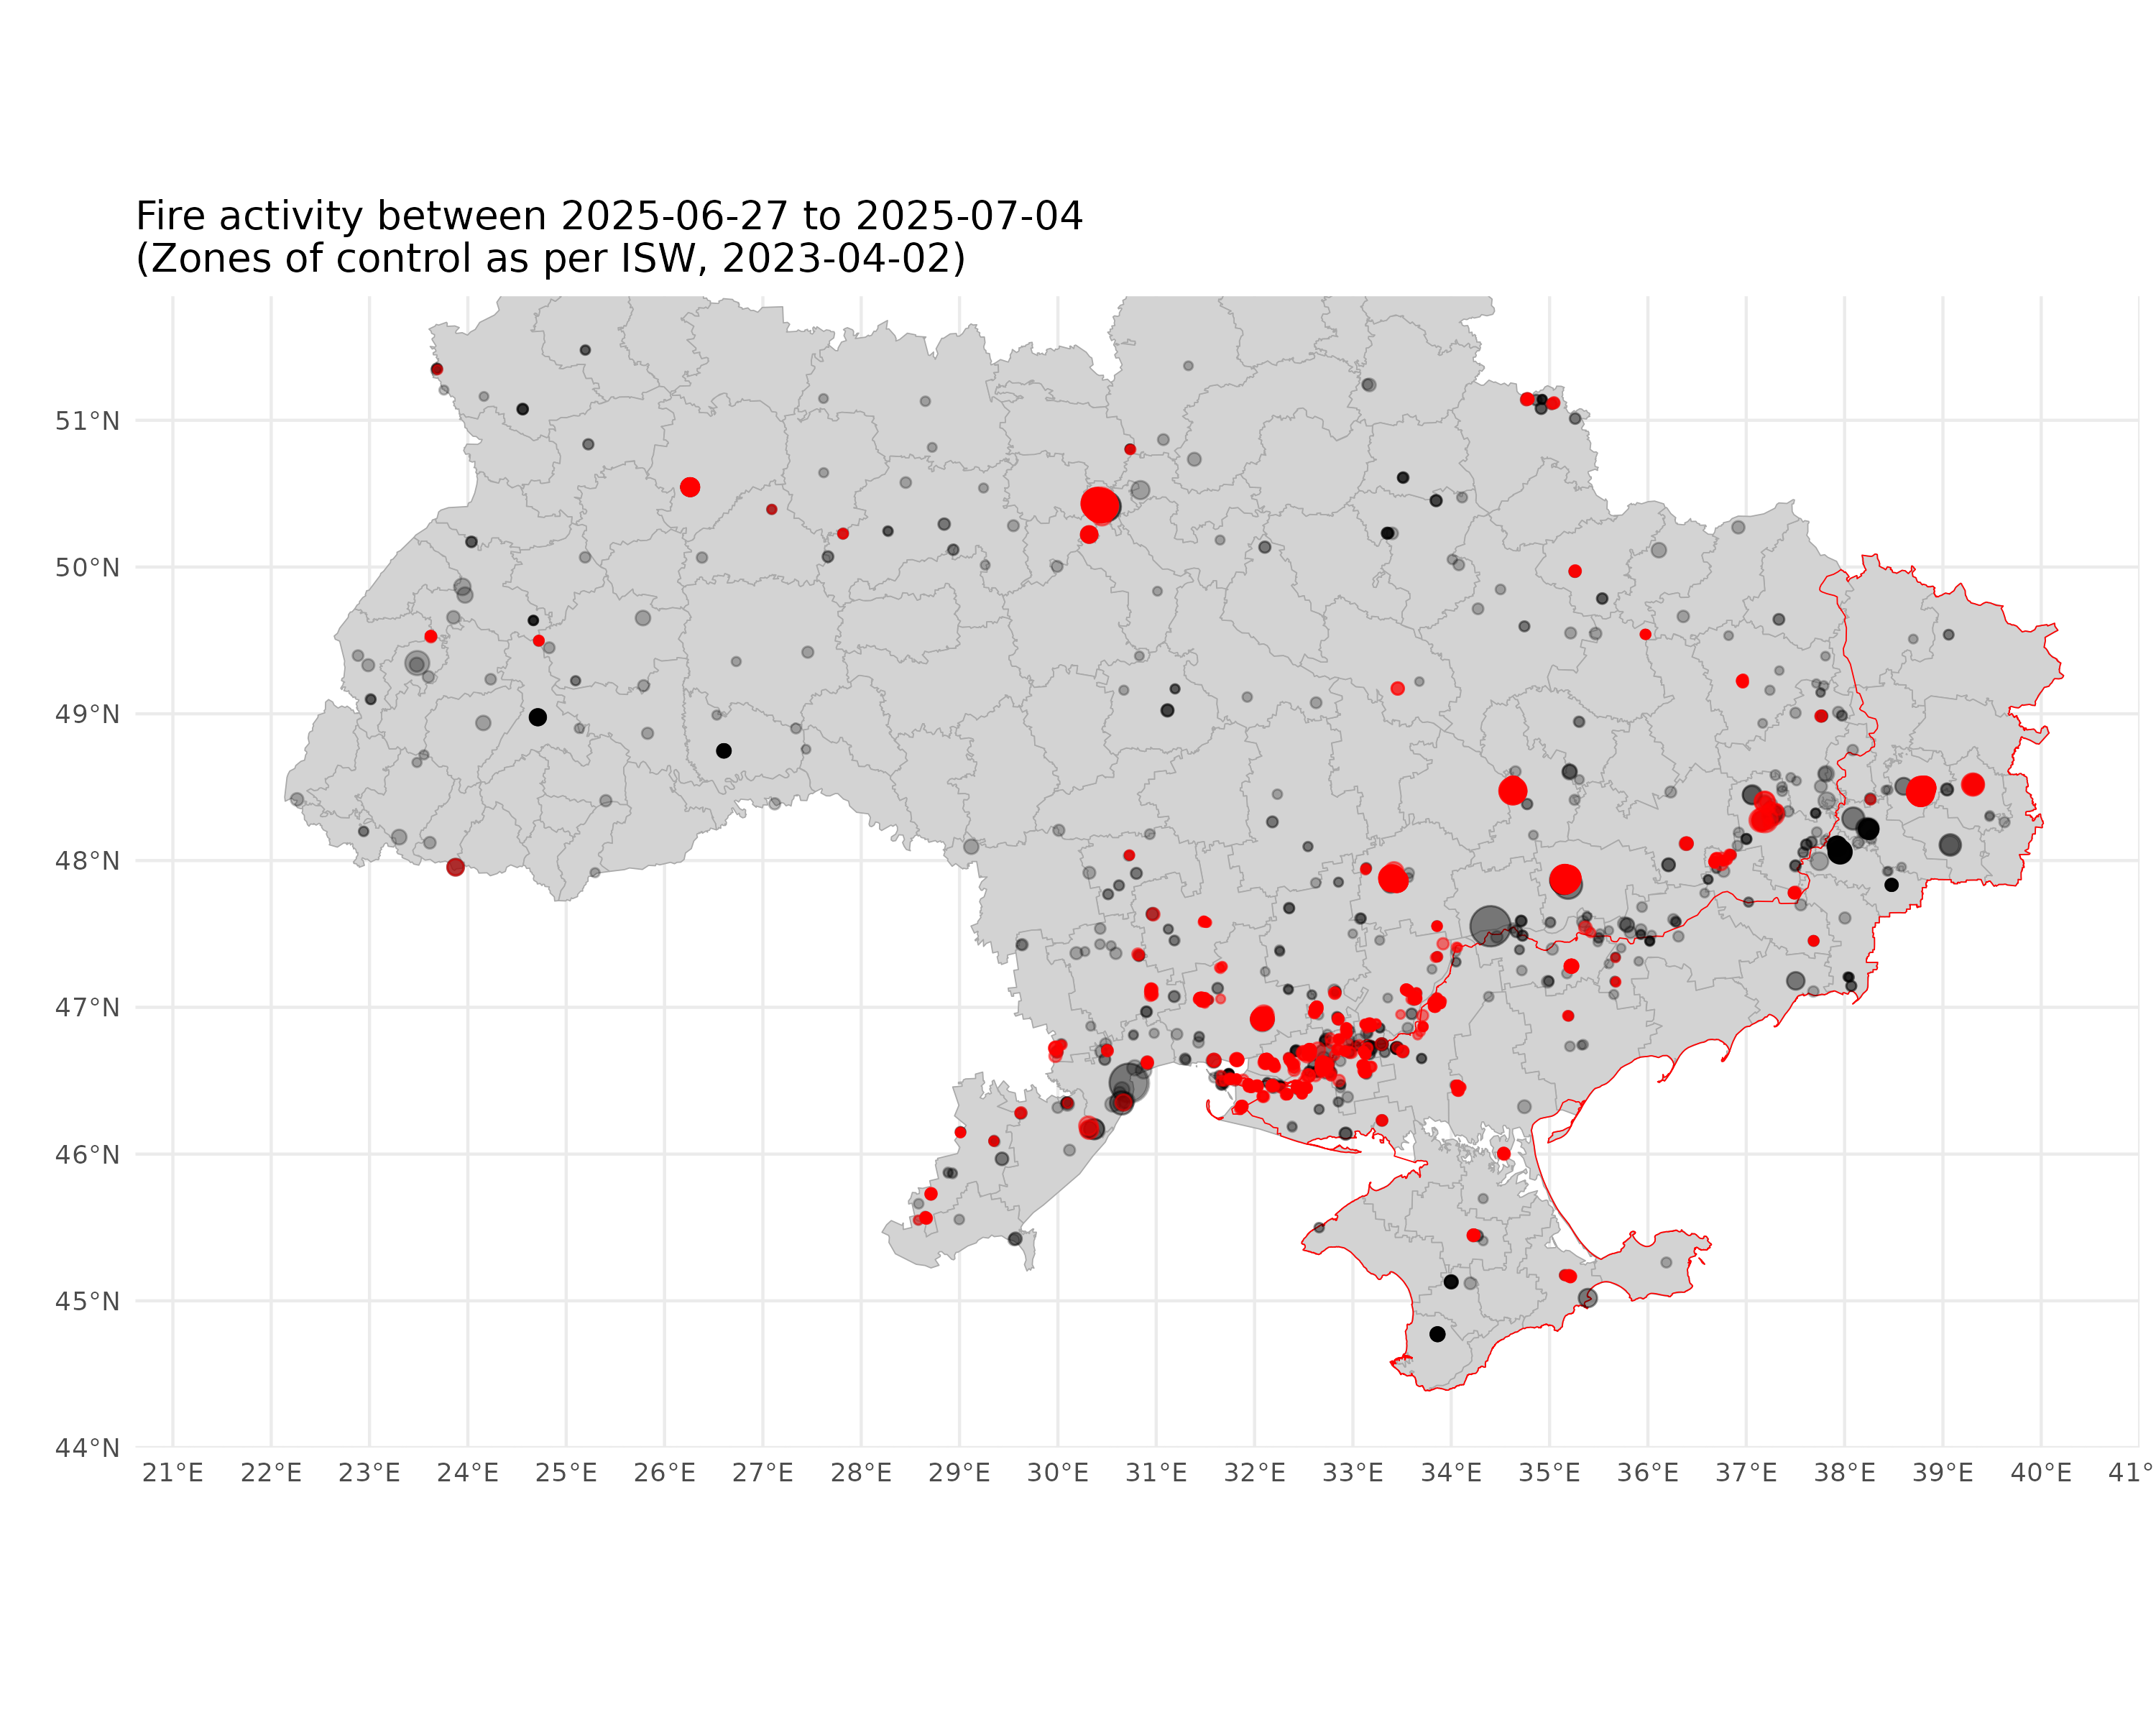 Fire activity between 2025-06-27 to 2025-07-04
(Zones of control as per ISW, 2023-04-02)
51°N
50°N
49°N
48°N
47°N
46°N
45°N
44°N
21°E 22°E 23°E 24°E 25°E 26°E 27°E 28°E 29°E 30°E 31°E 32°E 33°E 34°E 35°E 36°E 37°E 38°E 39°E 40°E 41°